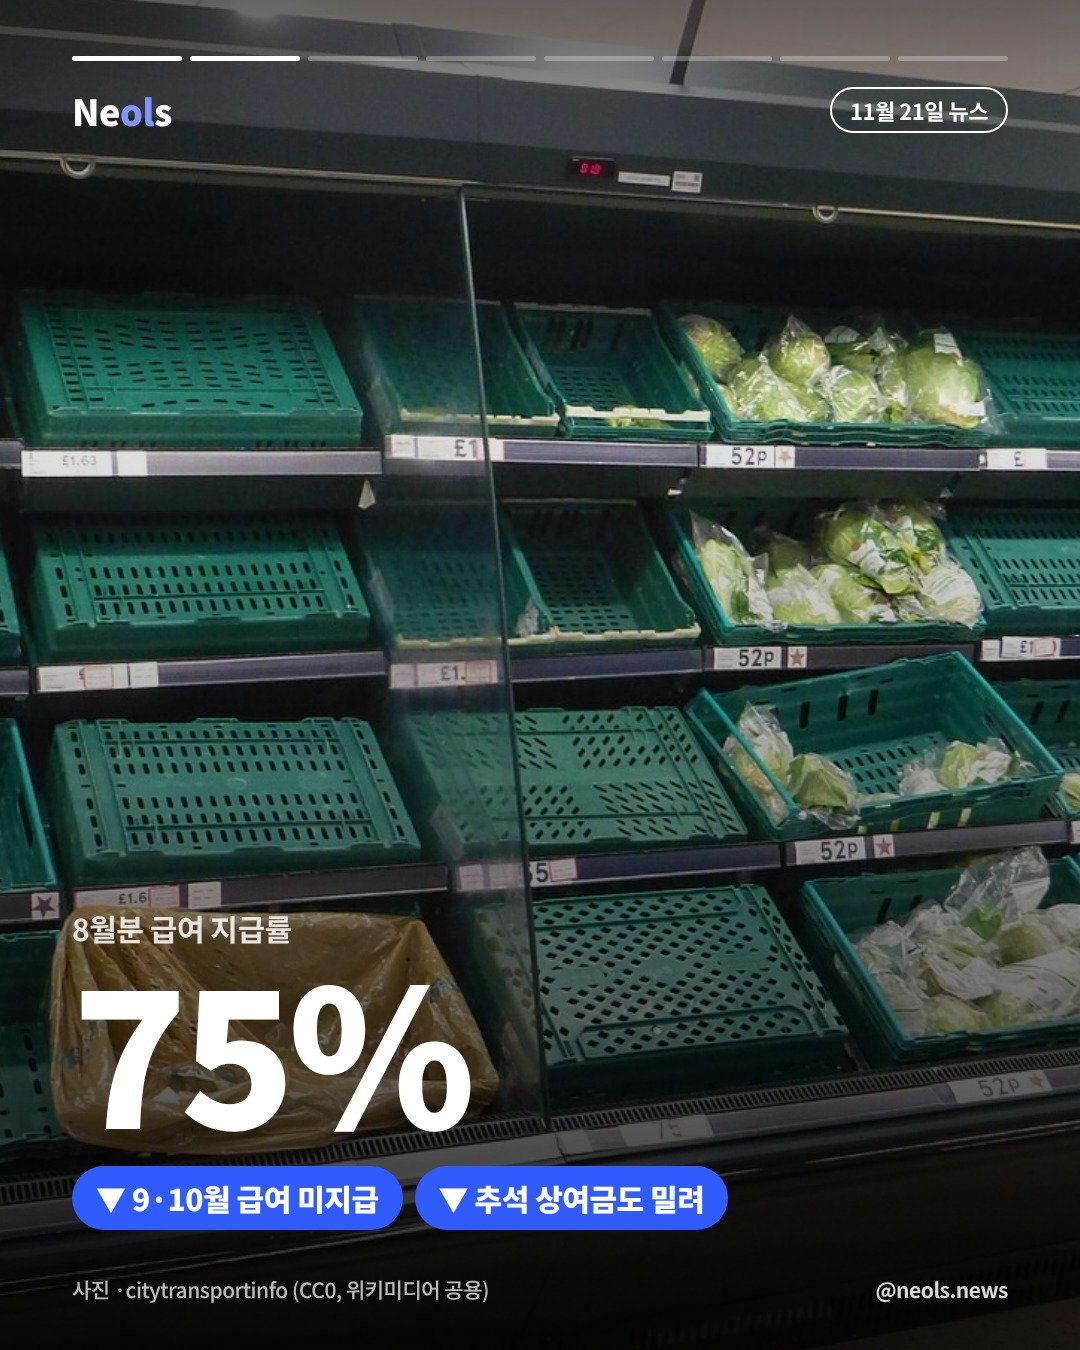 Neols
11월 21일 뉴스
£1.63
£1
52p
£
52p
£1.
£1
52p
£1.6
8월분 급여 지급률
75%
52p
▼ 9·10월 급여 미지급
▼ 추석 상여금도 밀려
사진 · citytransportinfo (CC0, 위키미디어 공용)
@neols.news